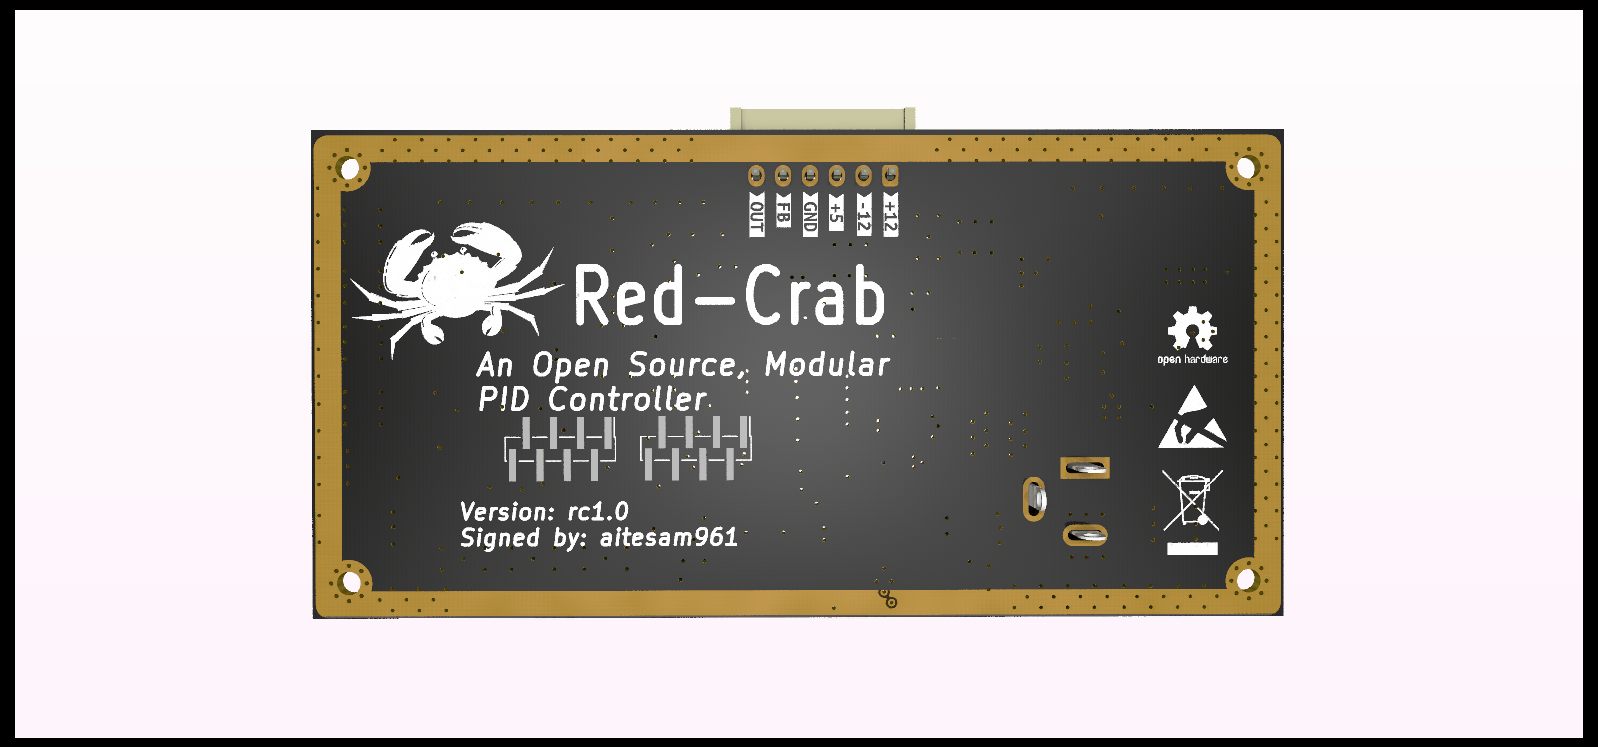 OUT
FB
GND
+5
-12
+12
Red-Crab
An Open Source, Modular
PID Controller
open hardware
Version: rc1.0
Signed by: aitesam961